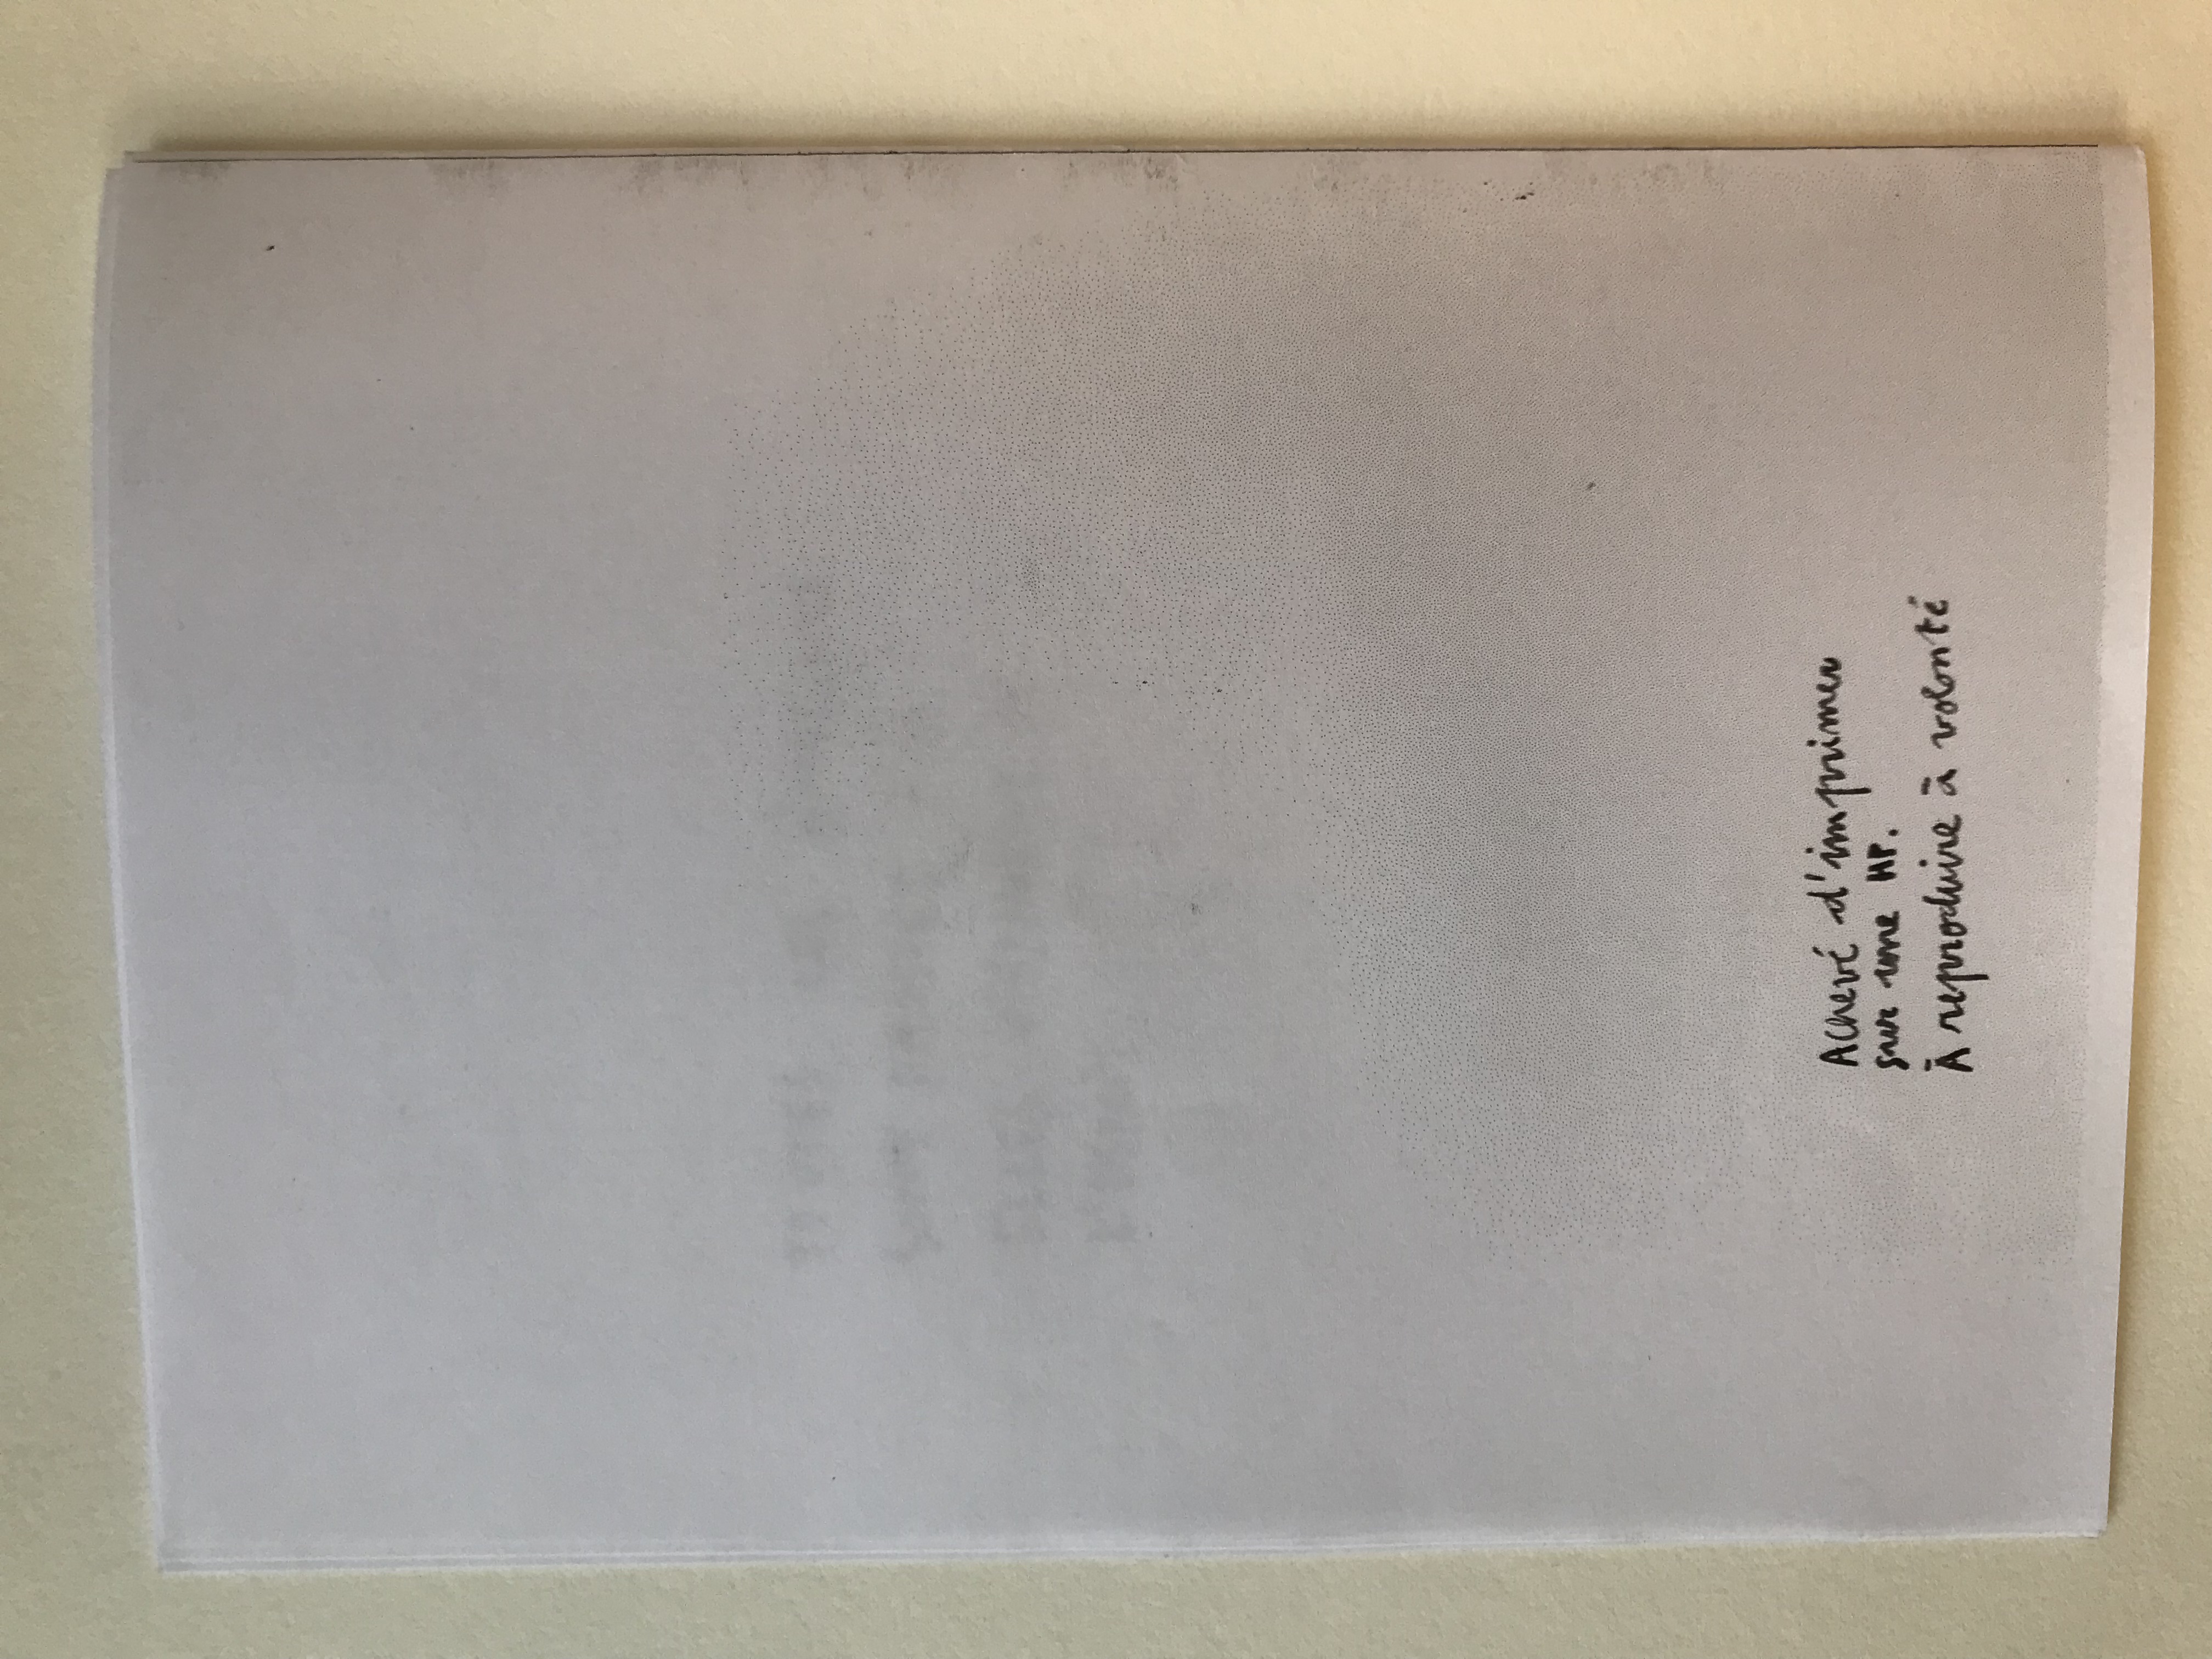 Achevé d'imprimer
sur une HP.
À reproduire à volonté